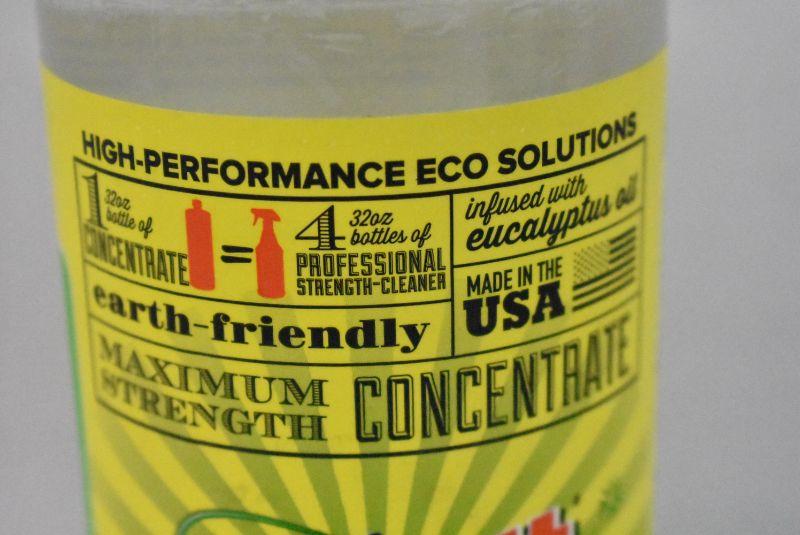 HIGH-PERFORMANCE ECO SOLUTIONS
1 32oz
bottle of
CONCENTRATE
=
4 32oz
bottles of
PROFESSIONAL
STRENGTH-CLEANER
infused with
eucalyptus oil
earth-friendly
MADE IN THE
USA
MAXIMUM
STRENGTH
CONCENTRATE